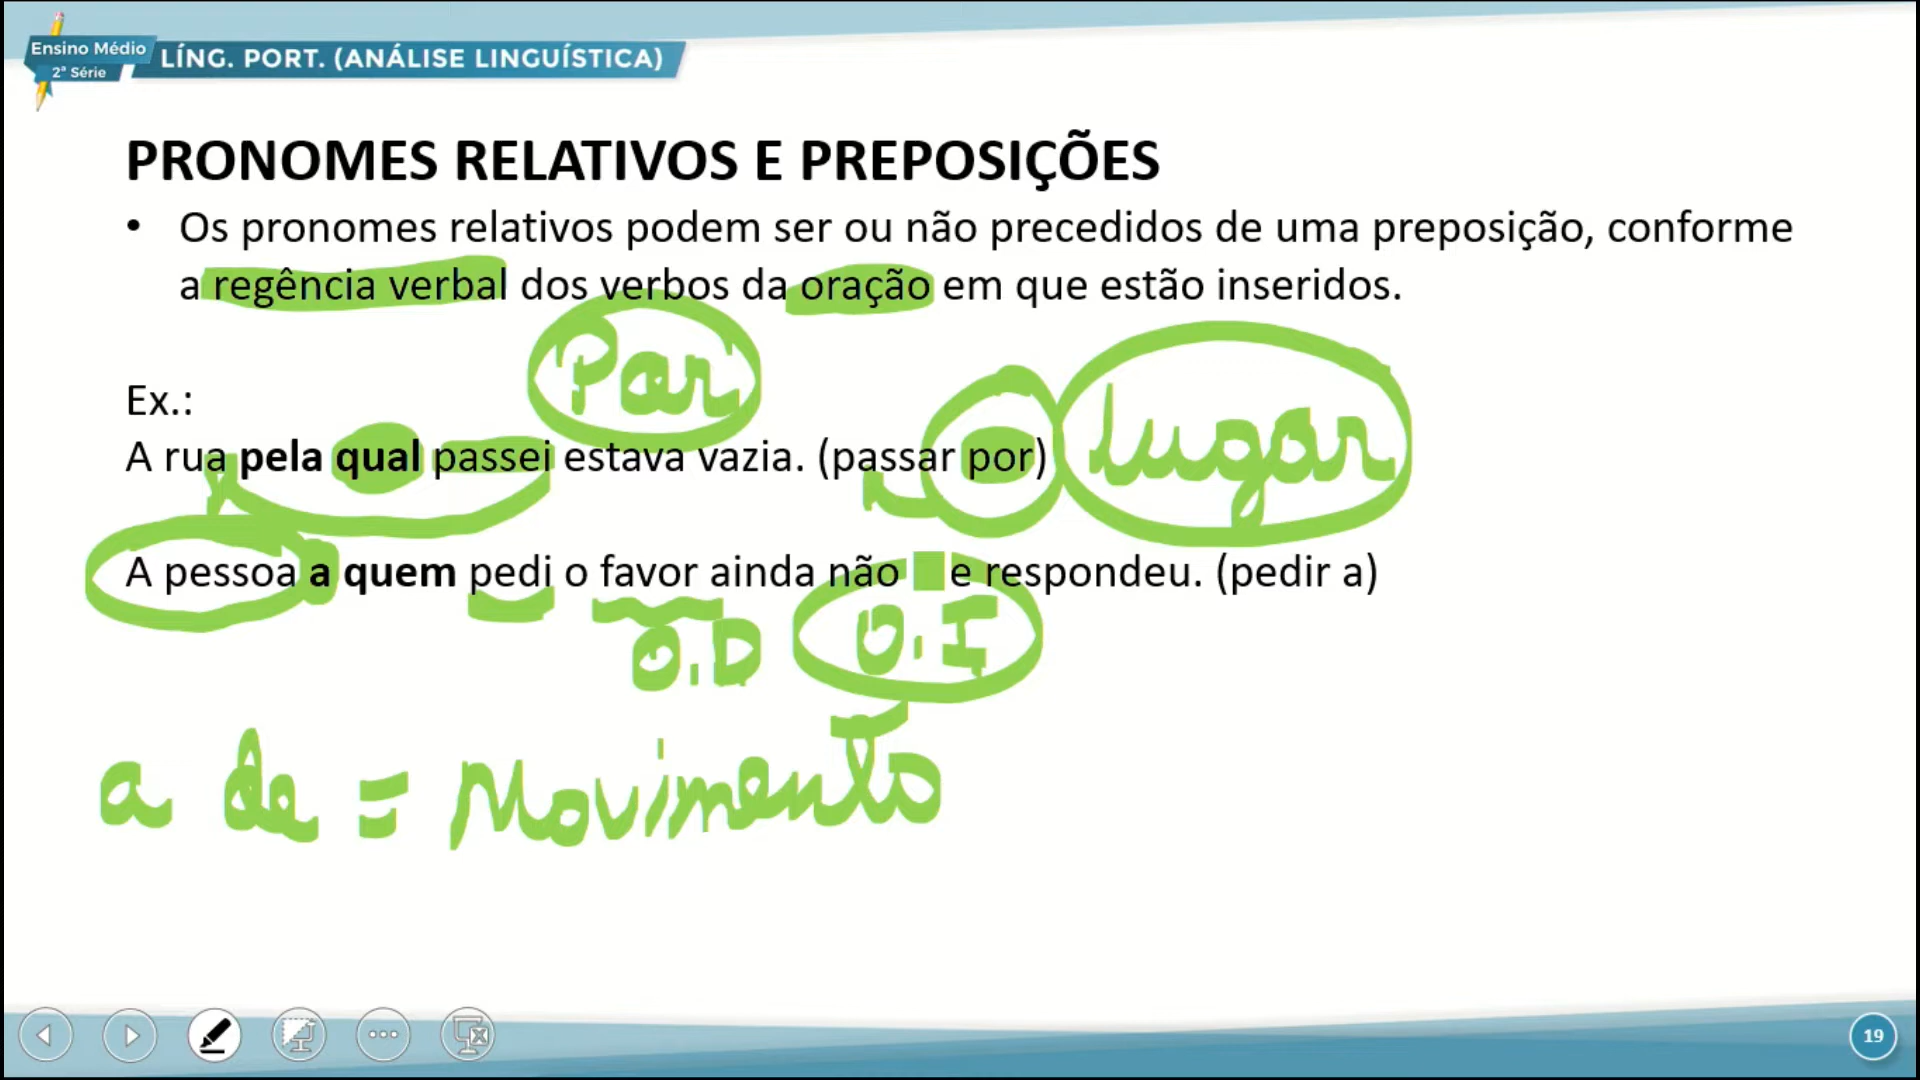 Ensino Médio
2ª Série
LÍNG. PORT. (ANÁLISE LINGUÍSTICA)
PRONOMES RELATIVOS E PREPOSIÇÕES
• Os pronomes relativos podem ser ou não precedidos de uma preposição, conforme
a regência verbal dos verbos da oração em que estão inseridos.
Por
lugar
Ex.:
A rua pela qual passei estava vazia. (passar por)
A pessoa a quem pedi o favor ainda não e respondeu. (pedir a)
O.D O.I
a de = Movimento
19